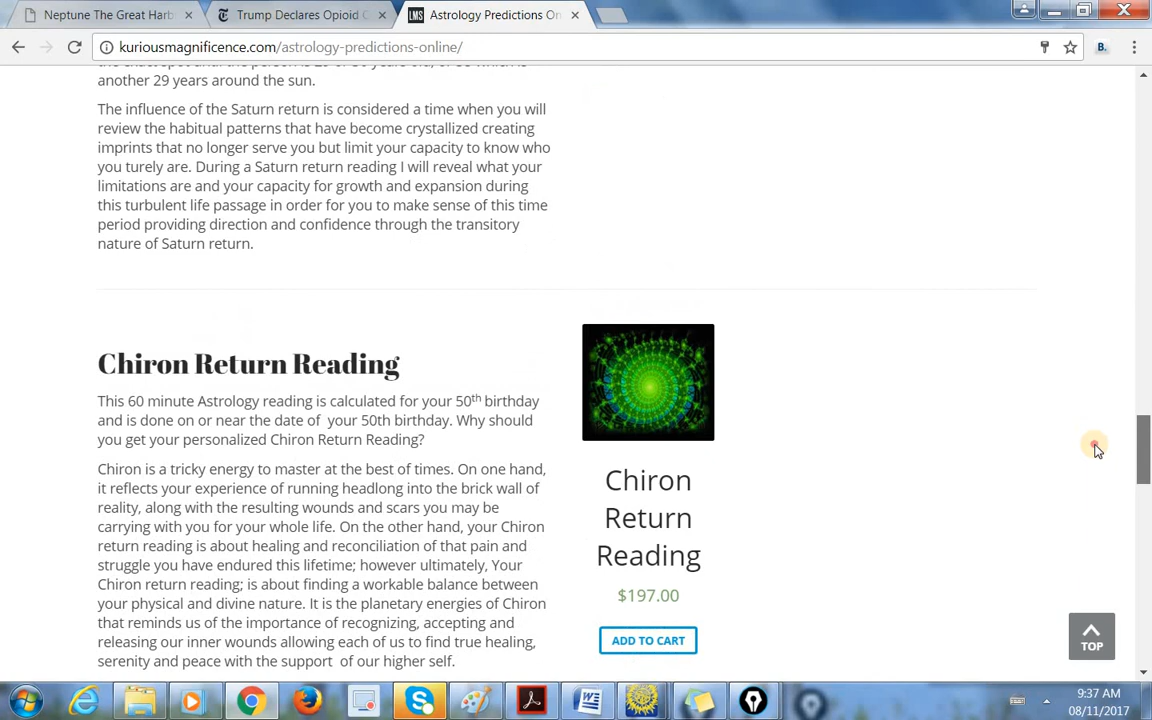 Neptune The Great Harb
Trump Declares Opioid C
LMS
Astrology Predictions On
kuriousmagnificence.com/astrology-predictions-online/
B.
another 29 years around the sun.
The influence of the Saturn return is considered a time when you will
review the habitual patterns that have become crystallized creating
imprints that no longer serve you but limit your capacity to know who
you turely are. During a Saturn return reading I will reveal what your
limitations are and your capacity for growth and expansion during
this turbulent life passage in order for you to make sense of this time
period providing direction and confidence through the transitory
nature of Saturn return.
Chiron Return Reading
This 60 minute Astrology reading is calculated for your 50th birthday
and is done on or near the date of your 50th birthday. Why should
you get your personalized Chiron Return Reading?
Chiron is a tricky energy to master at the best of times. On one hand,
it reflects your experience of running headlong into the brick wall of
reality, along with the resulting wounds and scars you may be
carrying with you for your whole life. On the other hand, your Chiron
return reading is about healing and reconciliation of that pain and
struggle you have endured this lifetime; however ultimately, Your
Chiron return reading; is about finding a workable balance between
your physical and divine nature. It is the planetary energies of Chiron
that reminds us of the importance of recognizing, accepting and
releasing our inner wounds allowing each of us to find true healing,
serenity and peace with the support of our higher self.
Chiron
Return
Reading
$197.00
ADD TO CART
TOP
9:37 AM
08/11/2017